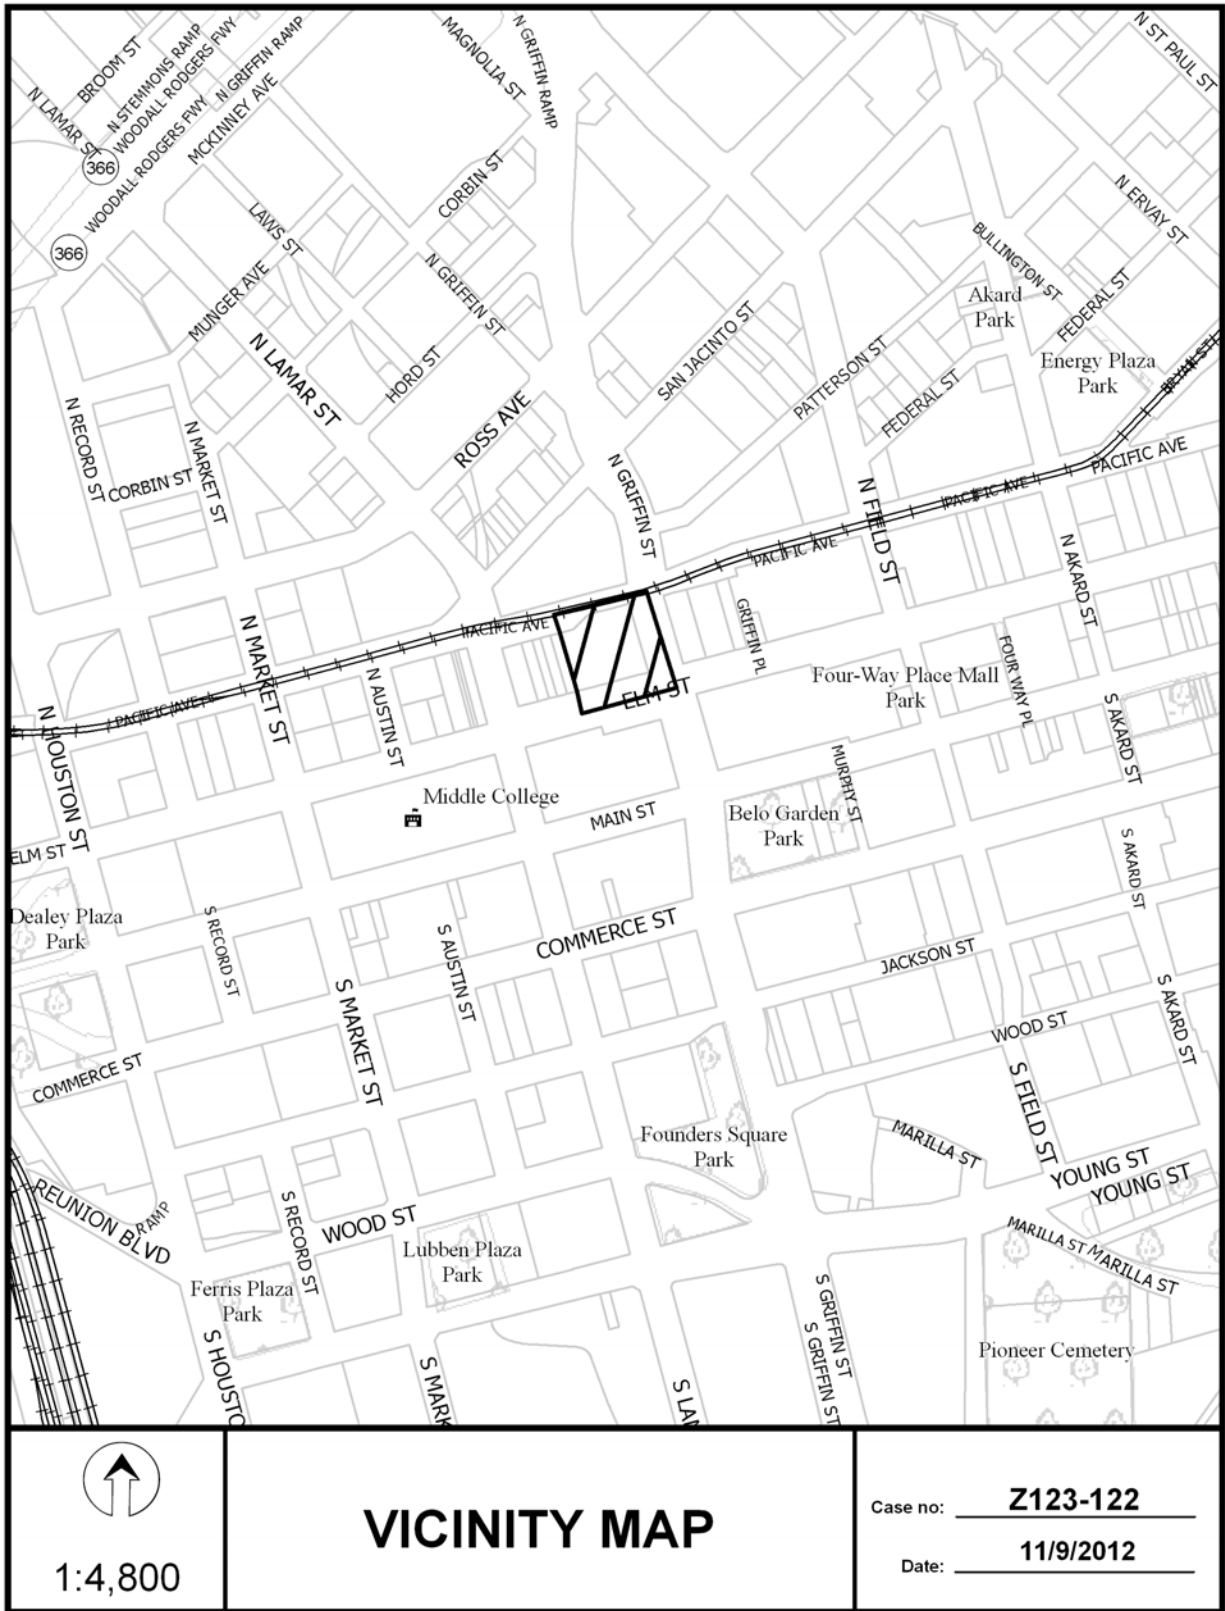 BROOM ST
N STEMMONS RAMP
WOODALL RODGERS FWY
N GRIFFIN RAMP
MAGNOLIA ST
N GRIFFIN RAMP
N ST PAUL ST
N LAMAR ST
366
WOODALL RODGERS FWY
MCKINNEY AVE
366
CORBIN ST
LAWS ST
MUNGER AVE
N GRIFFIN ST
N ERVAY ST
BULLINGTON ST
Akard
Park
FEDERAL ST
Energy Plaza
Park
BRYAN ST
N LAMAR ST
HORD ST
SAN JACINTO ST
PATTERSON ST
FEDERAL ST
ROSS AVE
N RECORD ST
CORBIN ST
N MARKET ST
N GRIFFIN ST
N FIELD ST
PACIFIC AVE
PACIFIC AVE
PACIFIC AVE
N AKARD ST
GRIFFIN PL
PACIFIC AVE
N MARKET ST
N AUSTIN ST
ELM ST
Four-Way Place Mall
Park
FOUR WAY PL
PACIFIC AVE
N HOUSTON ST
S AKARD ST
Middle College
MAIN ST
MURPHY ST
Belo Garden
Park
ELM ST
S AKARD ST
Dealey Plaza
Park
S RECORD ST
S AUSTIN ST
COMMERCE ST
JACKSON ST
S MARKET ST
S AKARD ST
WOOD ST
COMMERCE ST
S FIELD ST
Founders Square
Park
MARILLA ST
YOUNG ST
YOUNG ST
REUNION BLVD
RAMP
S RECORD ST
WOOD ST
Lubben Plaza
Park
MARILLA ST
MARILLA ST
Ferris Plaza
Park
S GRIFFIN ST
S GRIFFIN ST
Pioneer Cemetery
S HOUSTO
S MARK
S LAM
1:4,800
VICINITY MAP
Case no: Z123-122
Date: 11/9/2012